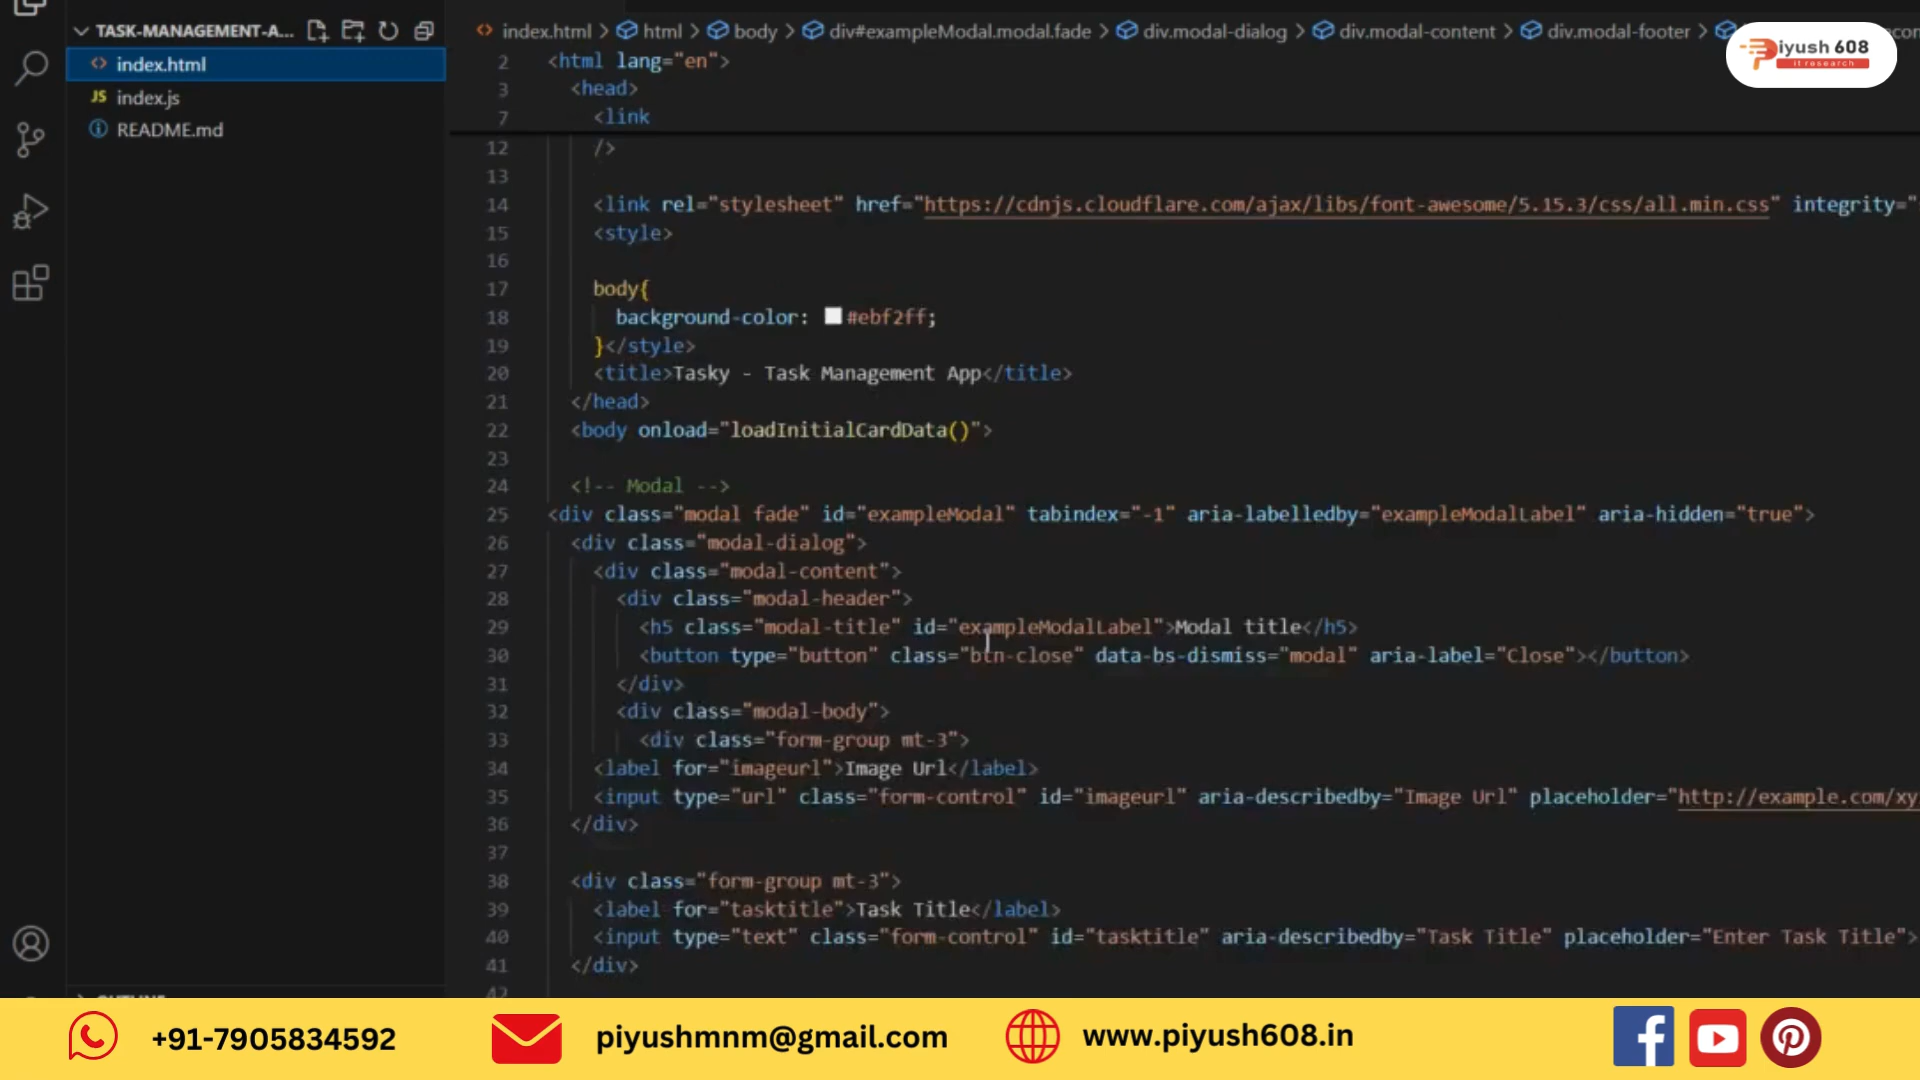 TASK-MANAGEMENT-A...
index.html
JS index.js
README.md
index.html > html > body > div#exampleModal.modal.fade > div.modal-dialog > div.modal-content > div.modal-footer >
iyush 608
it research
2 <html lang="en">
3 <head>
7 <link
12 />
13
14 <link rel="stylesheet" href="https://cdnjs.cloudflare.com/ajax/libs/font-awesome/5.15.3/css/all.min.css" integrity="
15 <style>
16
17 body{
18 background-color: #ebf2ff;
19 }</style>
20 <title>Tasky - Task Management App</title>
21 </head>
22 <body onload="loadInitialCardData()">
23
24 <!-- Modal -->
25 <div class="modal fade" id="exampleModal" tabindex="-1" aria-labelledby="exampleModalLabel" aria-hidden="true">
26 <div class="modal-dialog">
27 <div class="modal-content">
28 <div class="modal-header">
29 <h5 class="modal-title" id="exampleModalLabel">Modal title</h5>
30 <button type="button" class="btn-close" data-bs-dismiss="modal" aria-label="Close"></button>
31 </div>
32 <div class="modal-body">
33 <div class="form-group mt-3">
34 <label for="imageurl">Image Url</label>
35 <input type="url" class="form-control" id="imageurl" aria-describedby="Image Url" placeholder="http://example.com/xy
36 </div>
37
38 <div class="form-group mt-3">
39 <label for="tasktitle">Task Title</label>
40 <input type="text" class="form-control" id="tasktitle" aria-describedby="Task Title" placeholder="Enter Task Title">
41 </div>
42
+91-7905834592
piyushmnm@gmail.com
www.piyush608.in